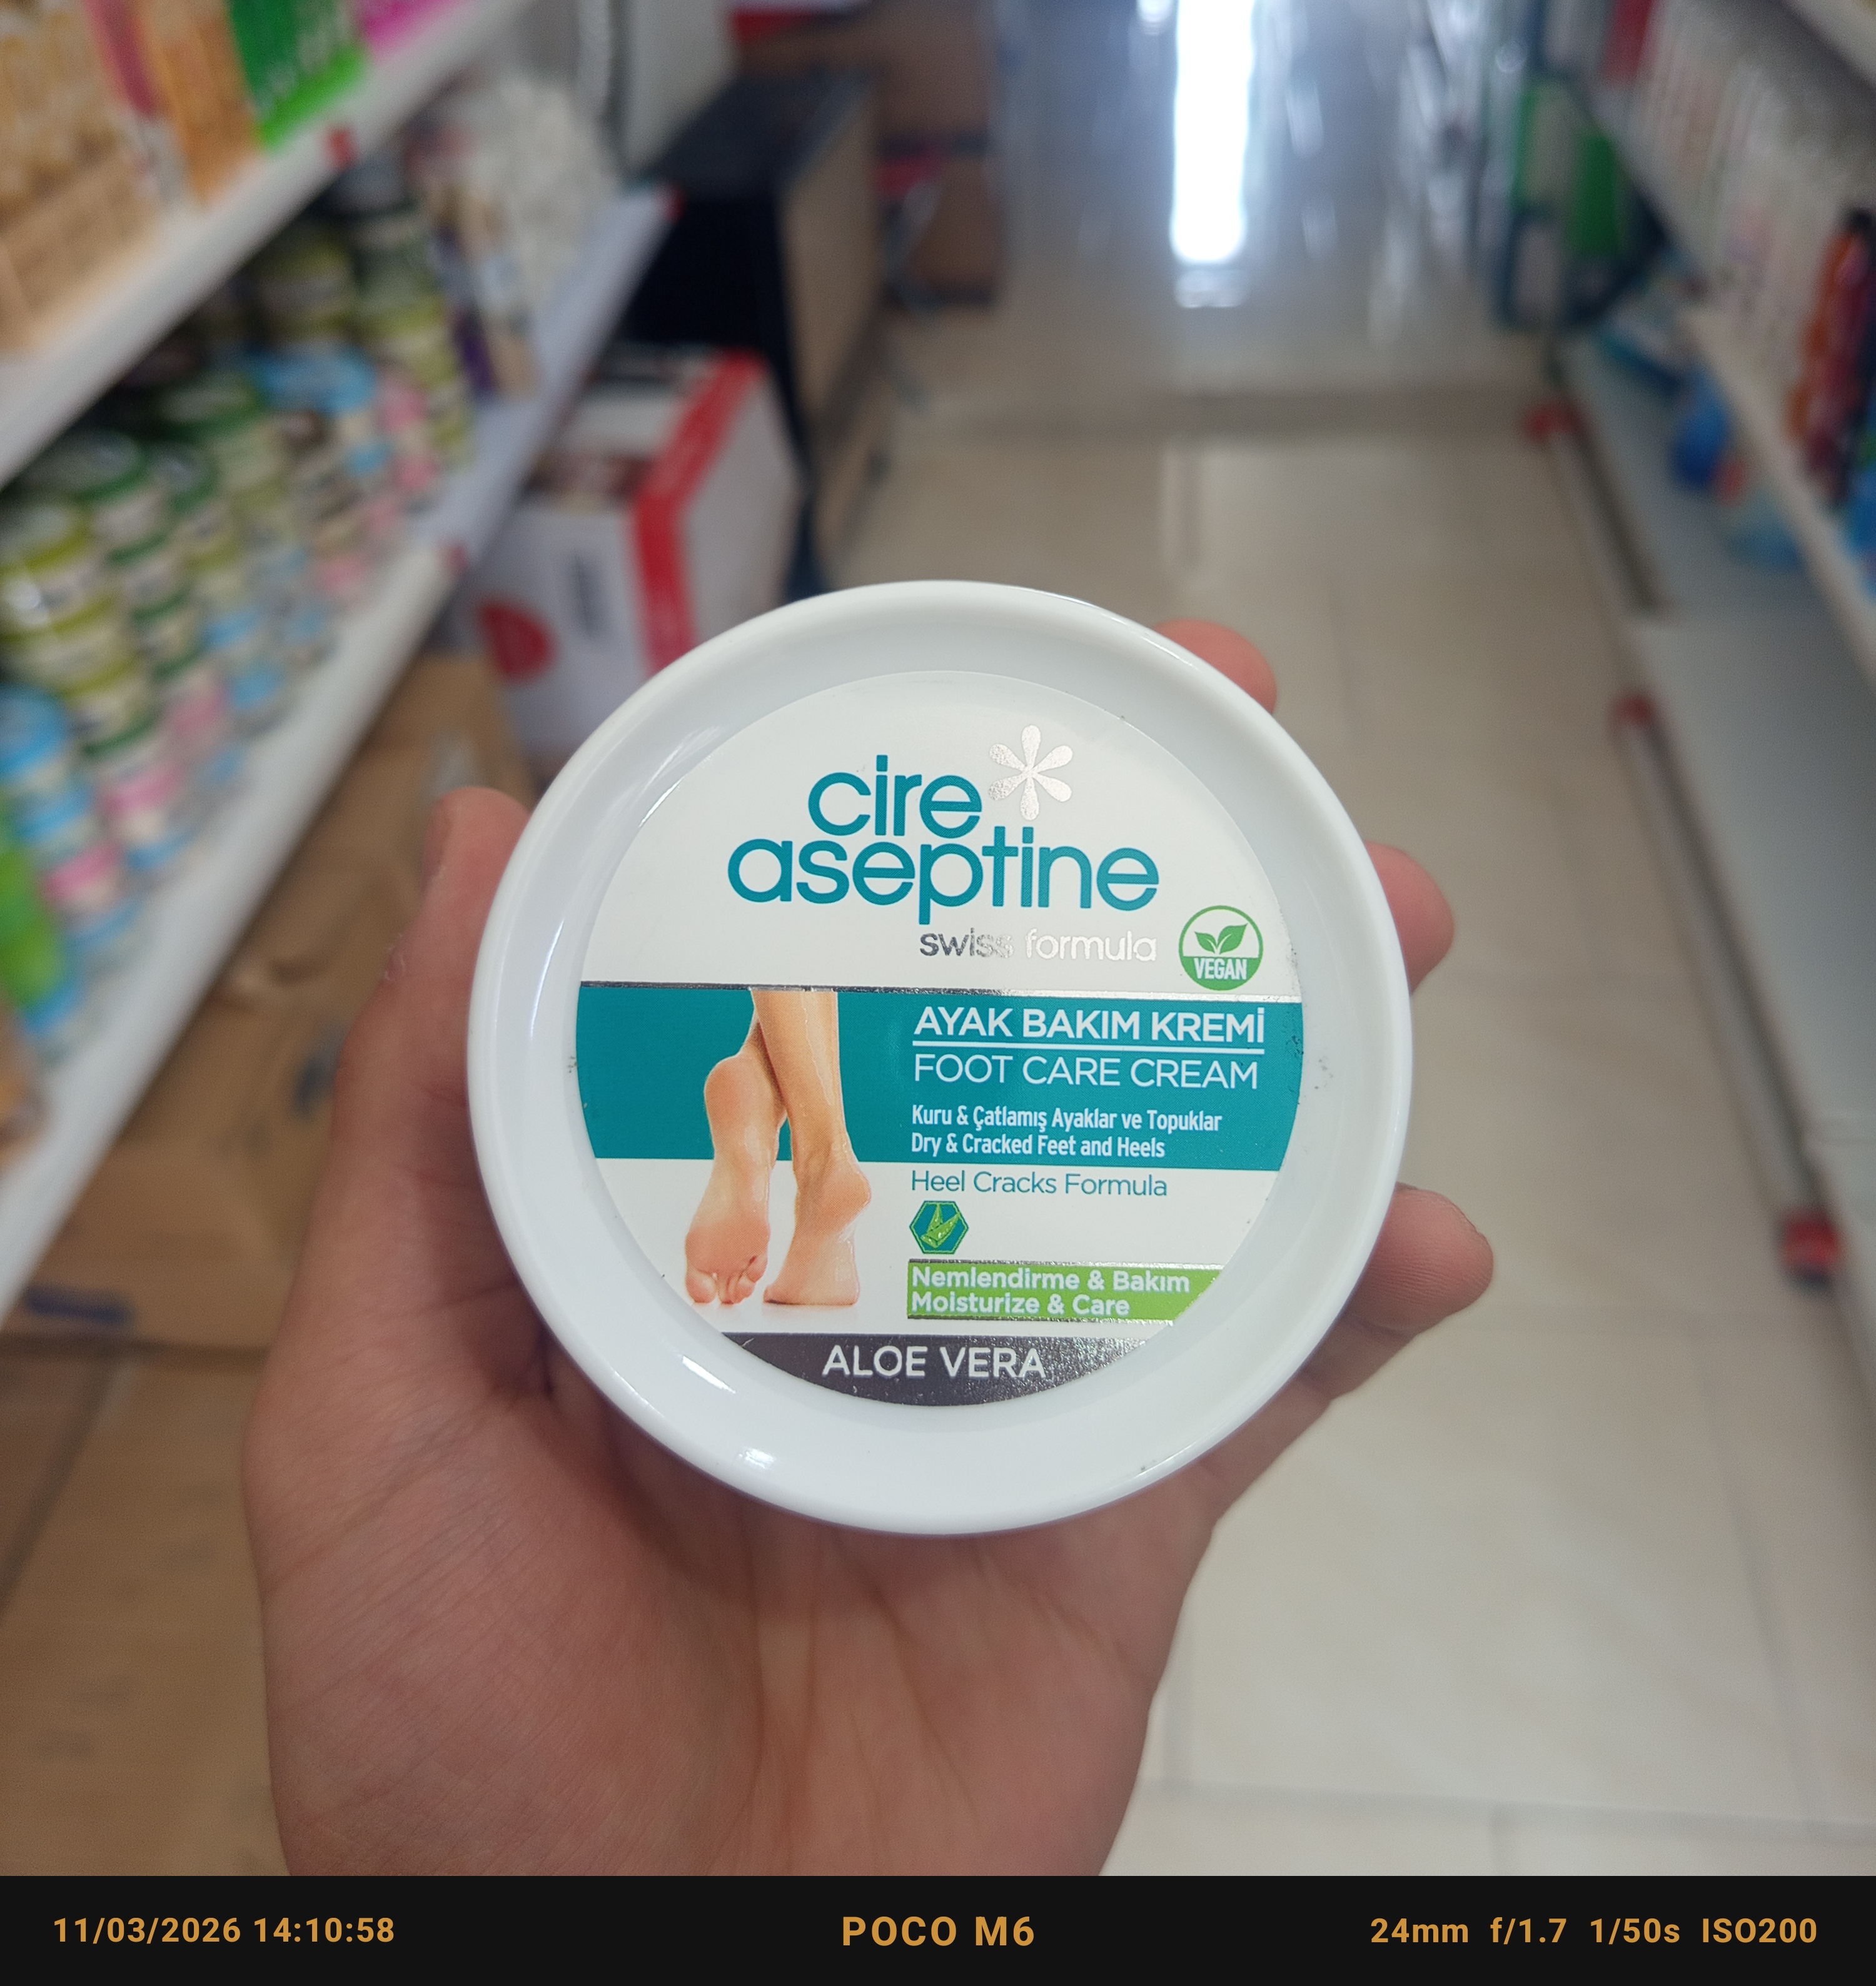 cire
aseptine
swiss formula
VEGAN
AYAK BAKIM KREMİ
FOOT CARE CREAM
Kuru & Çatlamış Ayaklar ve Topuklar
Dry & Cracked Feet and Heels
Heel Cracks Formula
Nemlendirme & Bakım
Moisturize & Care
ALOE VERA
11/03/2026 14:10:58 POCO M6 24mm f/1.7 1/50s ISO200